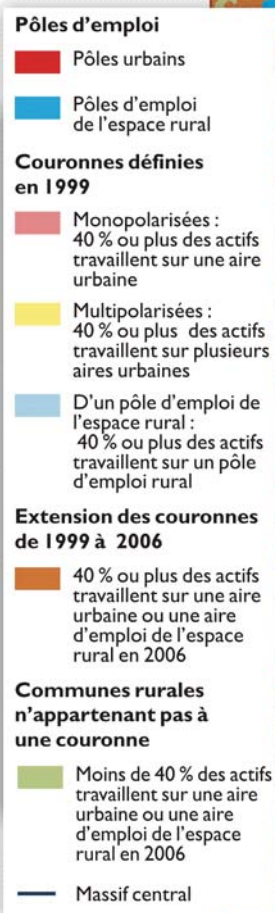 Pôles d'emploi
Pôles urbains
Pôles d'emploi
de l'espace rural
Couronnes définies
en 1999
Monopolarisées :
40 % ou plus des actifs
travaillent sur une aire
urbaine
Multipolarisées :
40 % ou plus des actifs
travaillent sur plusieurs
aires urbaines
D'un pôle d'emploi de
l'espace rural :
40 % ou plus des actifs
travaillent sur un pôle
d'emploi rural
Extension des couronnes
de 1999 à 2006
40 % ou plus des actifs
travaillent sur une aire
urbaine ou une aire
d'emploi de l'espace
rural en 2006
Communes rurales
n'appartenant pas à
une couronne
Moins de 40 % des actifs
travaillent sur une aire
urbaine ou une aire
d'emploi de l'espace
rural en 2006
Massif central